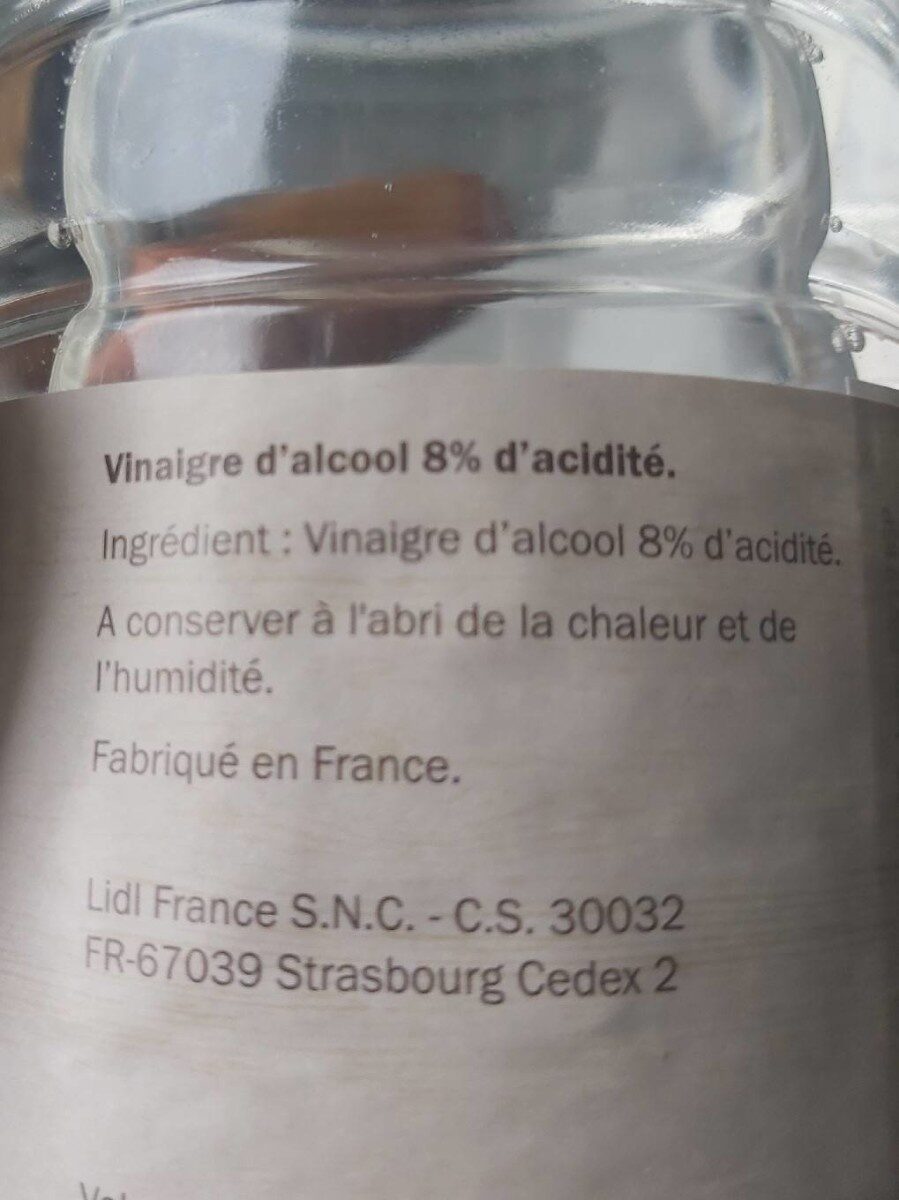 Vinaigre d'alcool 8% d'acidité.
Ingrédient : Vinaigre d'alcool 8% d'acidité.
A conserver à l'abri de la chaleur et de
l'humidité.
Fabriqué en France.
Lidl France S.N.C. - C.S. 30032
FR-67039 Strasbourg Cedex 2